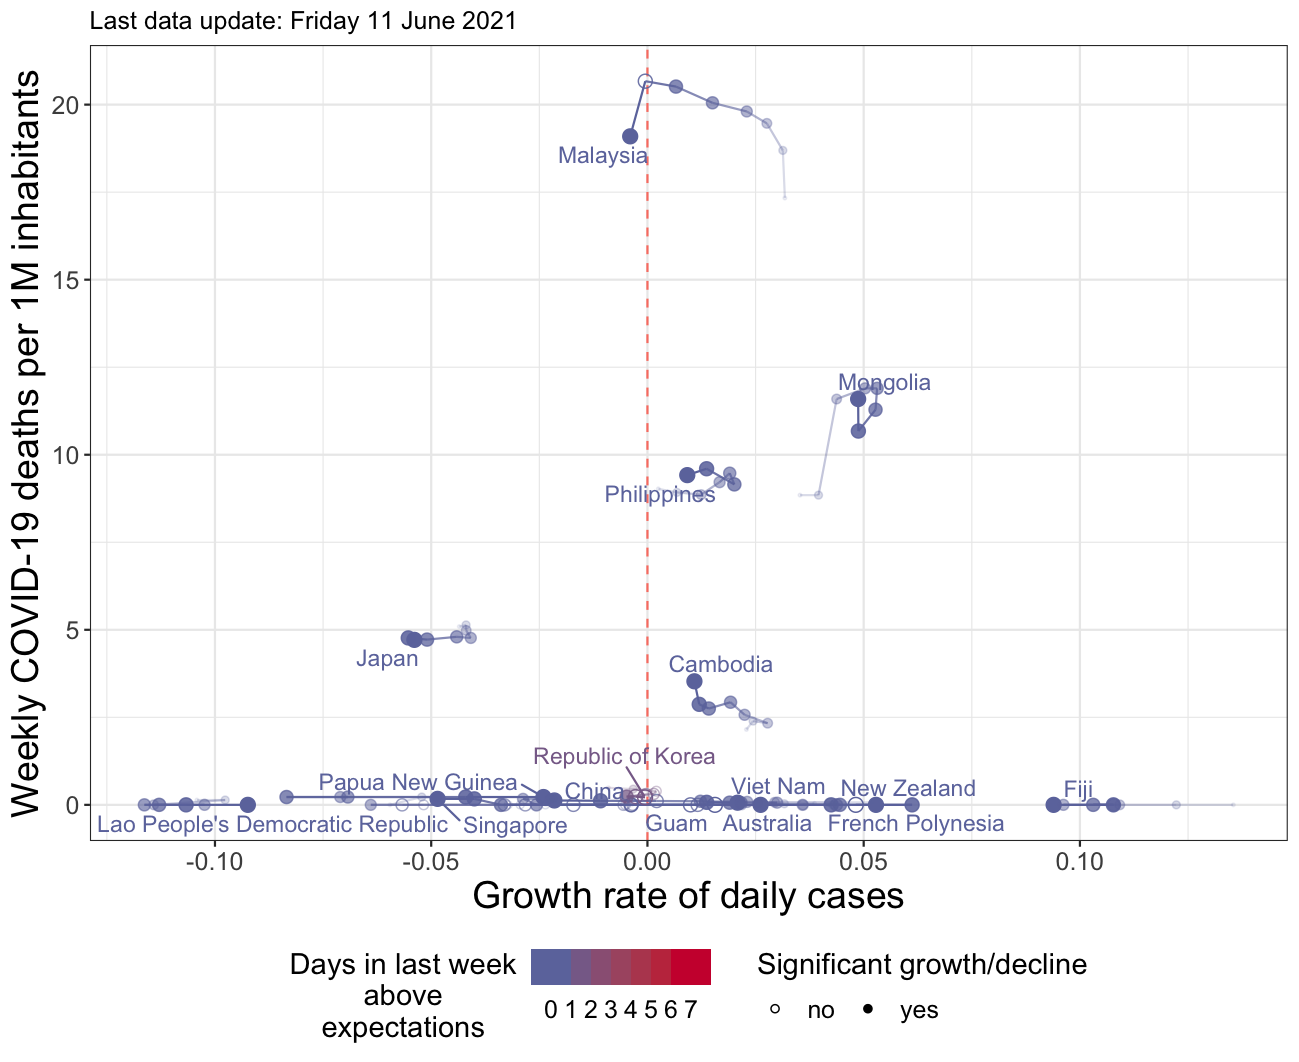 Last data update: Friday 11 June 2021
Weekly COVID-19 deaths per 1M inhabitants
20
15
10
5
0
Malaysia
Mongolia
Philippines
Japan
Cambodia
Republic of Korea
Papua New Guinea
China
Viet Nam
New Zealand
Fiji
Lao People's Democratic Republic
Singapore
Guam
Australia
French Polynesia
-0.10
-0.05
0.00
0.05
0.10
Growth rate of daily cases
Days in last week
above
expectations
0 1 2 3 4 5 6 7
Significant growth/decline
no
yes